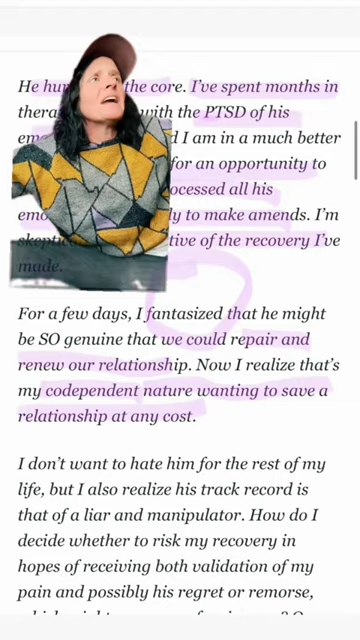 He hu the core. I've spent months in
thera with the PTSD of his
em d I am in a much better
for an opportunity to
ocessed all his
emo ly to make amends. I'm
skeptic tive of the recovery I've
made.
For a few days, I fantasized that he might
be SO genuine that we could repair and
renew our relationship. Now I realize that's
my codependent nature wanting to save a
relationship at any cost.
I don't want to hate him for the rest of my
life, but I also realize his track record is
that of a liar and manipulator. How do I
decide whether to risk my recovery in
hopes of receiving both validation of my
pain and possibly his regret or remorse,